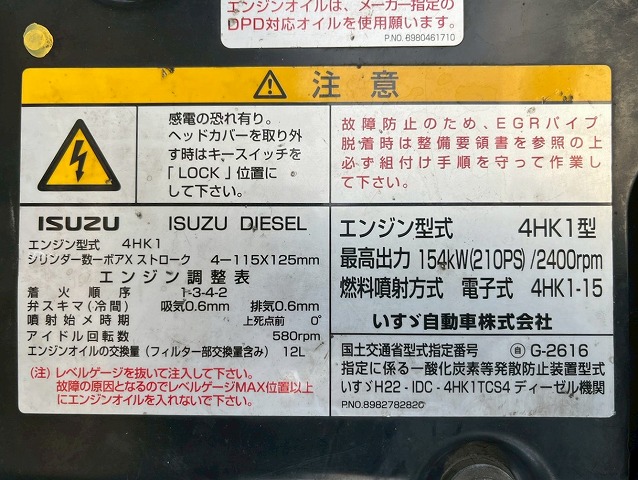 エンジンオイルは、メーカー指定の
DPD対応オイルを使用願います。
P.NO. 8980461710
注意
感電の恐れ有り。
ヘッドカバーを取り外
す時はキースイッチを
「LOCK」位置に
して下さい。
故障防止のため、EGRパイプ
脱着時は整備要領書を参照の上
必ず組付け手順を守って作業し
て下さい。
ISUZU ISUZU DIESEL
エンジン型式 4HK1
シリンダー数ーボアX ストローク 4ー115X125mm
エンジン調整表
着火順序 1-3-4-2
弁スキマ(冷間) 吸気0.6mm 排気0.6mm
噴射始メ時期 上死点前 0°
アイドル回転数 580rpm
エンジンオイルの交換量(フィルター部交換量含み) 12L
(注)レベルゲージを抜いて注入して下さい。
故障の原因となるのでレベルゲージMAX位置以上
にエンジンオイルを入れないで下さい。
エンジン型式 4HK1型
最高出力 154kW(210PS)/2400rpm
燃料噴射方式 電子式 4HK1-15
いすゞ自動車株式会社
国土交通省型式指定番号 自 G-2616
指定に係る一酸化炭素等発散防止装置型式
いすゞH22-IDC-4HK1TCS4 ディーゼル機関
P.NO.8982782820